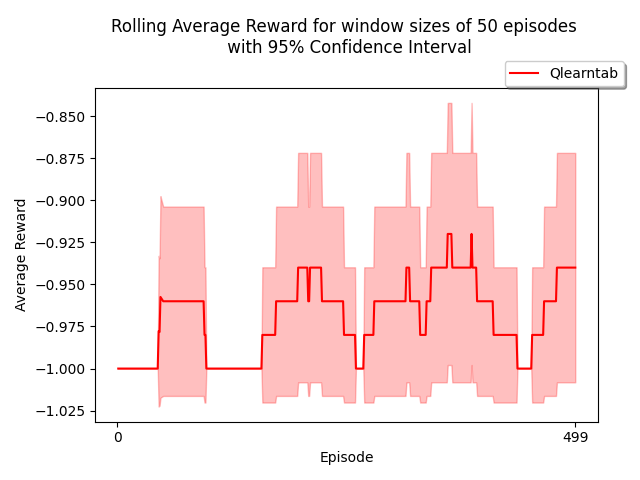 Rolling Average Reward for window sizes of 50 episodes
with 95% Confidence Interval
Qlearntab
−0.850
−0.875
−0.900
−0.925
−0.950
−0.975
−1.000
−1.025
Average Reward
0
499
Episode